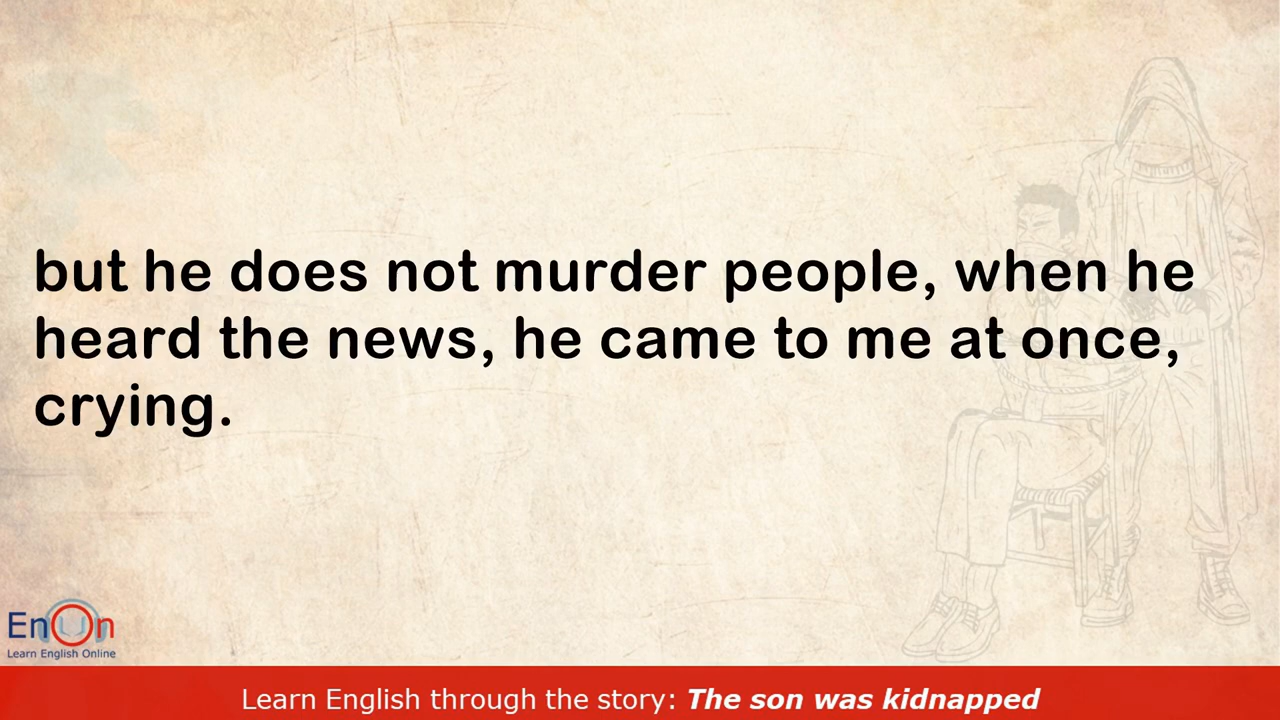 but he does not murder people, when he
heard the news, he came to me at once,
crying.
EnOn
Learn English Online
Learn English through the story: The son was kidnapped